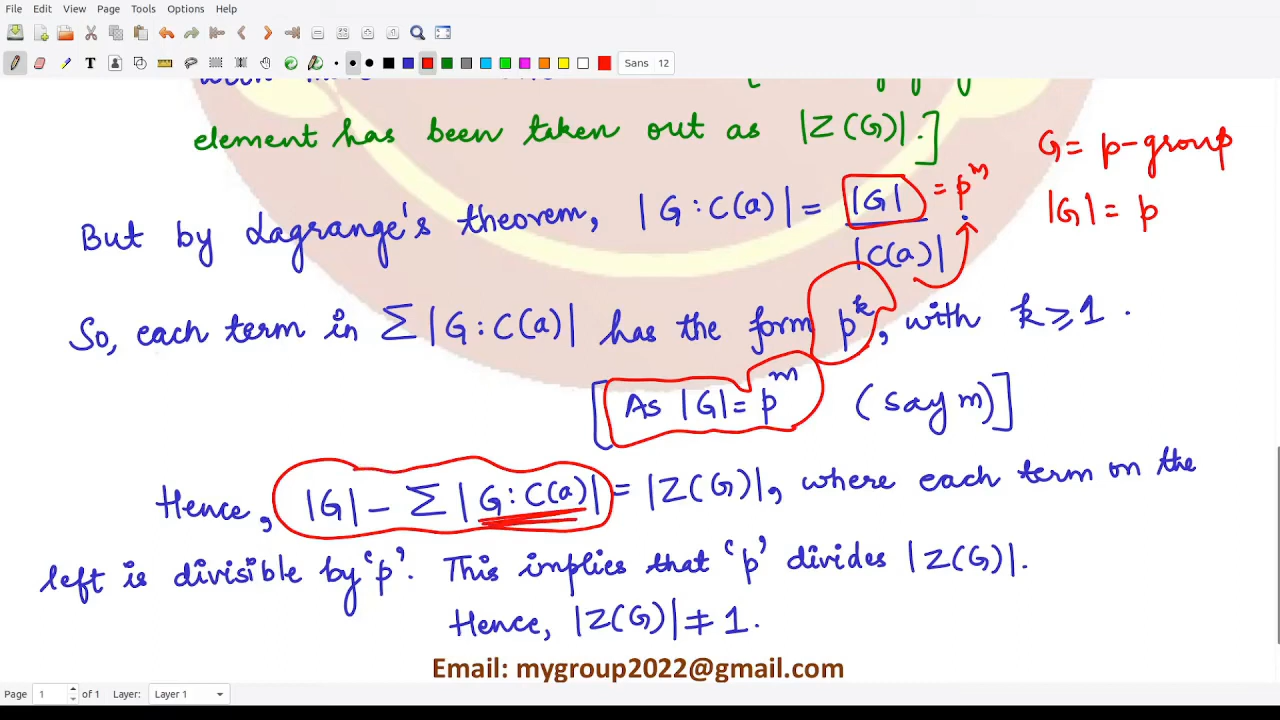 File Edit View Page Tools Options Help
Sans 12
element has been taken out as |Z(G)|.]
G = p-group
But by Lagrange's theorem, |G:C(a)| = |G| / |C(a)| = p^m
|G| = p
So, each term in Σ|G:C(a)| has the form p^k, with k ≥ 1.
[As |G| = p^m (say m)]
Hence, |G| - Σ|G:C(a)| = |Z(G)|, where each term on the
left is divisible by 'p'. This implies that 'p' divides |Z(G)|.
Hence, |Z(G)| ≠ 1.
Email: mygroup2022@gmail.com
Page 1 of 1 Layer: Layer 1